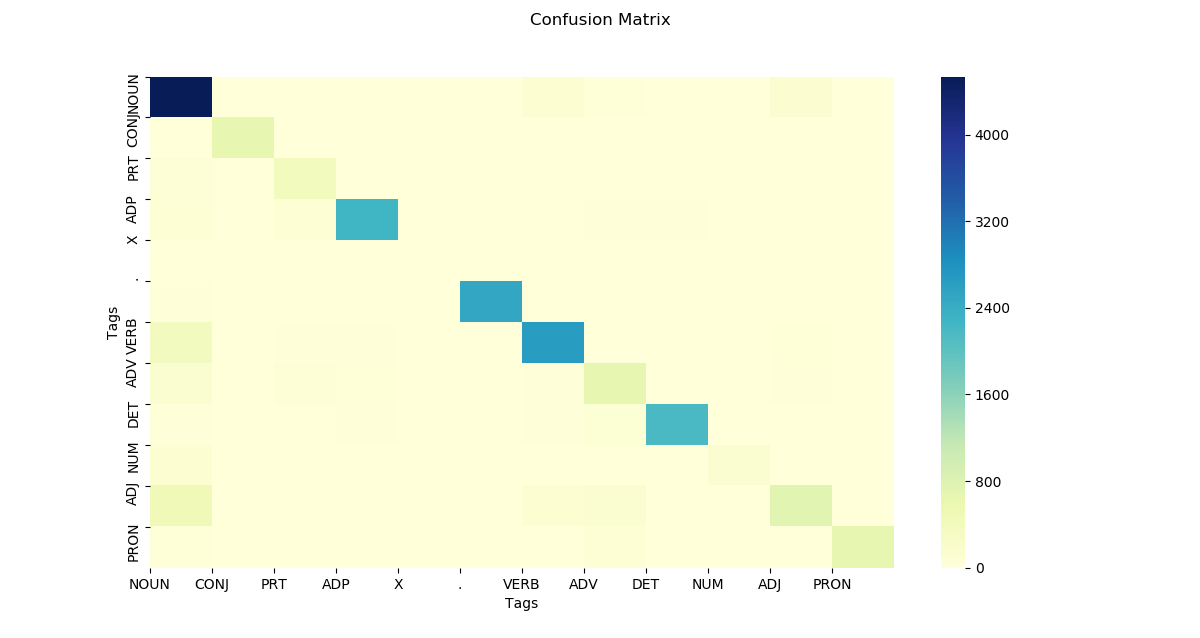 Confusion Matrix
NOUN
CONJ
PRT
ADP
X
.
VERB
ADV
DET
NUM
ADJ
PRON
Tags
NOUN CONJ PRT ADP X . VERB ADV DET NUM ADJ PRON
Tags
4000
3200
2400
1600
800
0